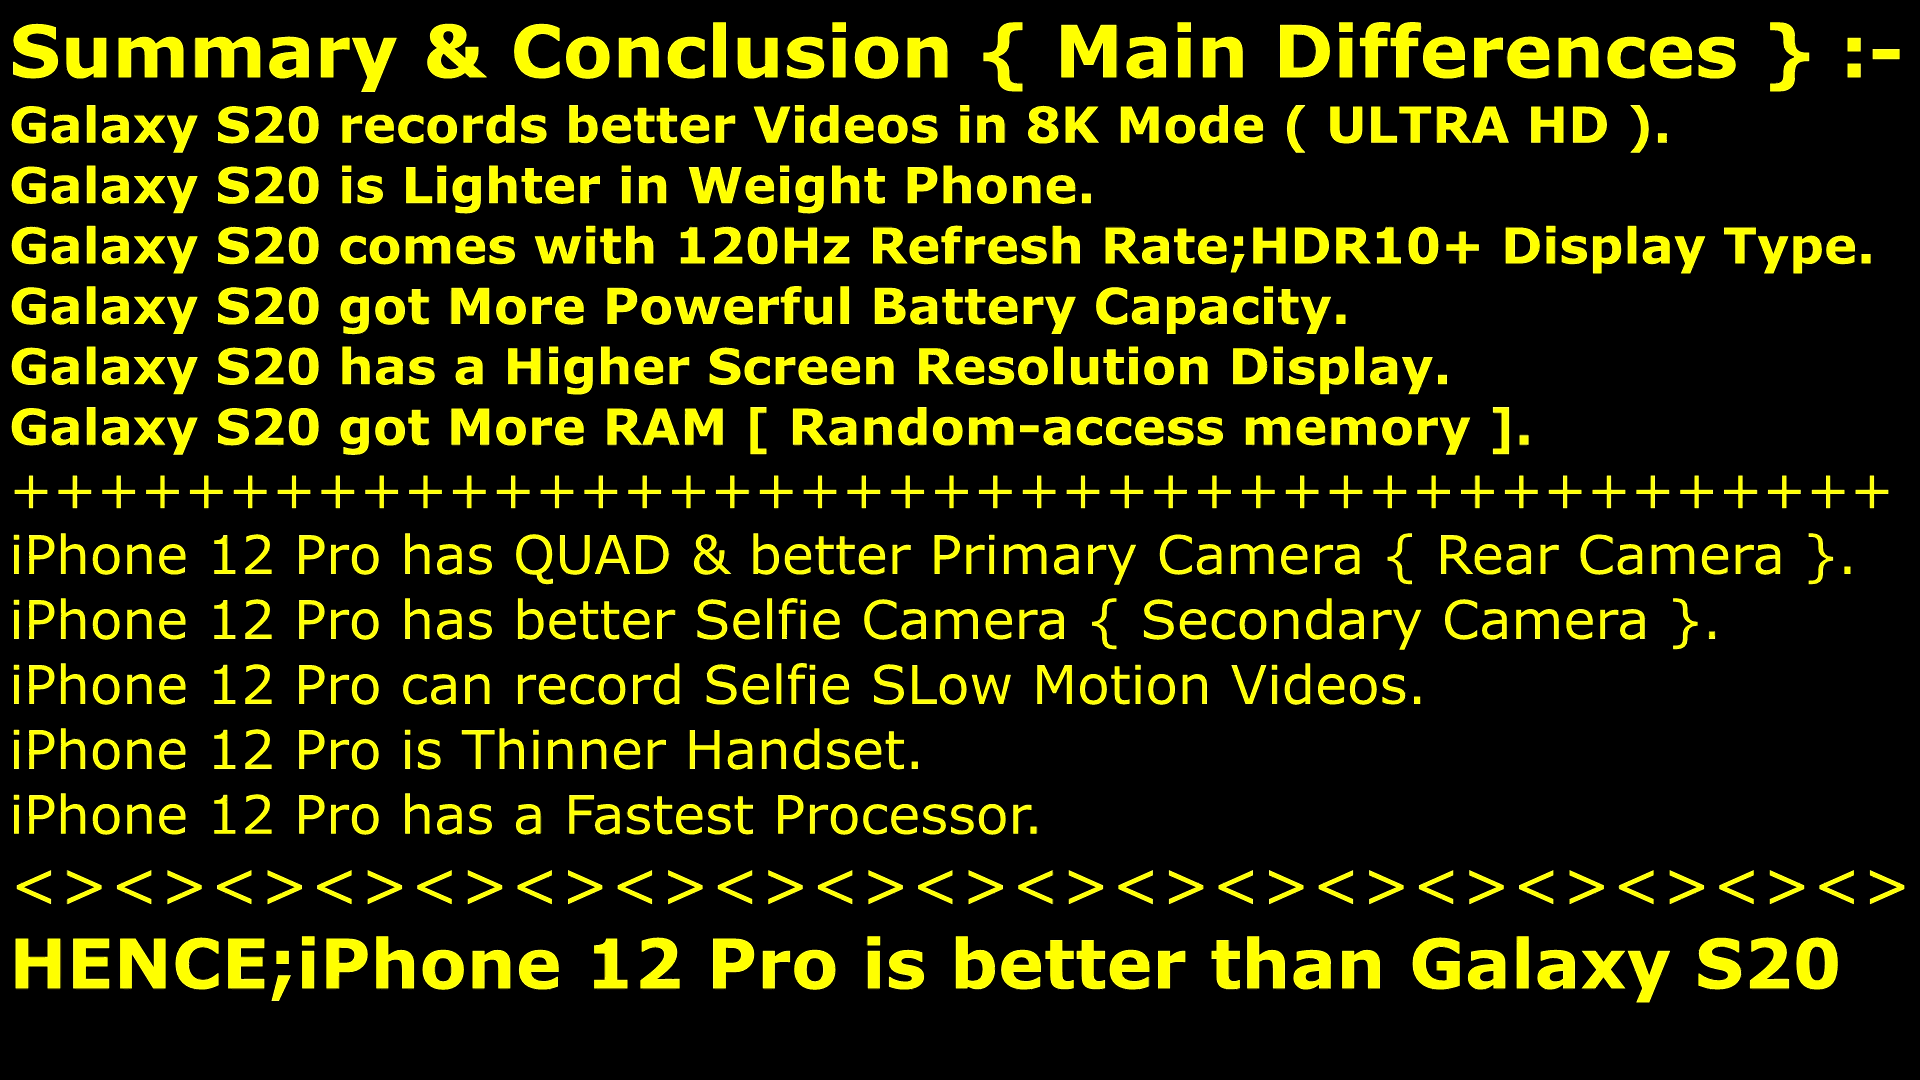 Summary & Conclusion { Main Differences } :-
Galaxy S20 records better Videos in 8K Mode ( ULTRA HD ).
Galaxy S20 is Lighter in Weight Phone.
Galaxy S20 comes with 120Hz Refresh Rate;HDR10+ Display Type.
Galaxy S20 got More Powerful Battery Capacity.
Galaxy S20 has a Higher Screen Resolution Display.
Galaxy S20 got More RAM [ Random-access memory ].
+++++++++++++++++++++++++++++++++++++++++++
iPhone 12 Pro has QUAD & better Primary Camera { Rear Camera }.
iPhone 12 Pro has better Selfie Camera { Secondary Camera }.
iPhone 12 Pro can record Selfie SLow Motion Videos.
iPhone 12 Pro is Thinner Handset.
iPhone 12 Pro has a Fastest Processor.
<><><><><><><><><><><><><><><><><><><>
HENCE;iPhone 12 Pro is better than Galaxy S20